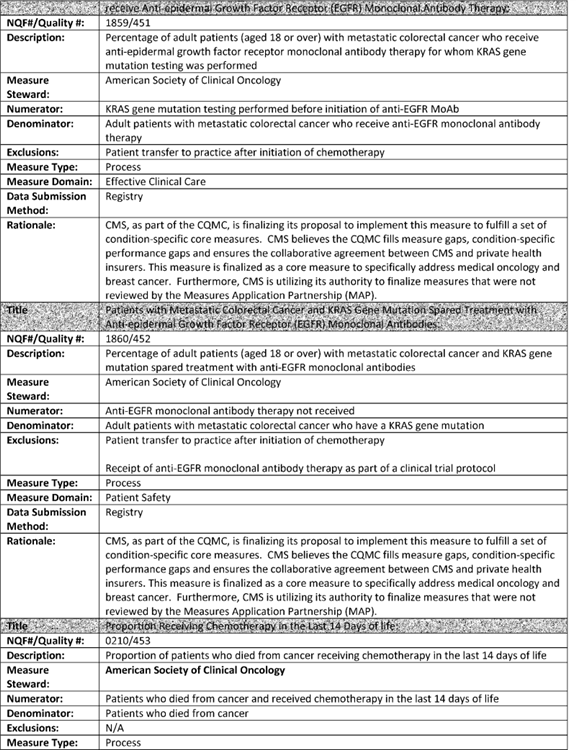 receive Anti-epidermal Growth Factor Receptor (EGFR) Monoclonal Antibody Therapy:
NQF#/Quality #: 1859/451
Description: Percentage of adult patients (aged 18 or over) with metastatic colorectal cancer who receive
anti-epidermal growth factor receptor monoclonal antibody therapy for whom KRAS gene
mutation testing was performed
Measure Steward: American Society of Clinical Oncology
Numerator: KRAS gene mutation testing performed before initiation of anti-EGFR MoAb
Denominator: Adult patients with metastatic colorectal cancer who receive anti-EGFR monoclonal antibody
therapy
Exclusions: Patient transfer to practice after initiation of chemotherapy
Measure Type: Process
Measure Domain: Effective Clinical Care
Data Submission Method: Registry
Rationale: CMS, as part of the CQMC, is finalizing its proposal to implement this measure to fulfill a set of
condition-specific core measures. CMS believes the CQMC fills measure gaps, condition-specific
performance gaps and ensures the collaborative agreement between CMS and private health
insurers. This measure is finalized as a core measure to specifically address medical oncology and
breast cancer. Furthermore, CMS is utilizing its authority to finalize measures that were not
reviewed by the Measures Application Partnership (MAP).
Title Patients with Metastatic Colorectal Cancer and KRAS Gene Mutation Spared Treatment with
Anti-epidermal Growth Factor Receptor (EGFR) Monoclonal Antibodies:
NQF#/Quality #: 1860/452
Description: Percentage of adult patients (aged 18 or over) with metastatic colorectal cancer and KRAS gene
mutation spared treatment with anti-EGFR monoclonal antibodies
Measure Steward: American Society of Clinical Oncology
Numerator: Anti-EGFR monoclonal antibody therapy not received
Denominator: Adult patients with metastatic colorectal cancer who have a KRAS gene mutation
Exclusions: Patient transfer to practice after initiation of chemotherapy
Receipt of anti-EGFR monoclonal antibody therapy as part of a clinical trial protocol
Measure Type: Process
Measure Domain: Patient Safety
Data Submission Method: Registry
Rationale: CMS, as part of the CQMC, is finalizing its proposal to implement this measure to fulfill a set of
condition-specific core measures. CMS believes the CQMC fills measure gaps, condition-specific
performance gaps and ensures the collaborative agreement between CMS and private health
insurers. This measure is finalized as a core measure to specifically address medical oncology and
breast cancer. Furthermore, CMS is utilizing its authority to finalize measures that were not
reviewed by the Measures Application Partnership (MAP).
Title Proportion Receiving Chemotherapy in the Last 14 Days of life:
NQF#/Quality #: 0210/453
Description: Proportion of patients who died from cancer receiving chemotherapy in the last 14 days of life
Measure Steward: American Society of Clinical Oncology
Numerator: Patients who died from cancer and received chemotherapy in the last 14 days of life
Denominator: Patients who died from cancer
Exclusions: N/A
Measure Type: Process